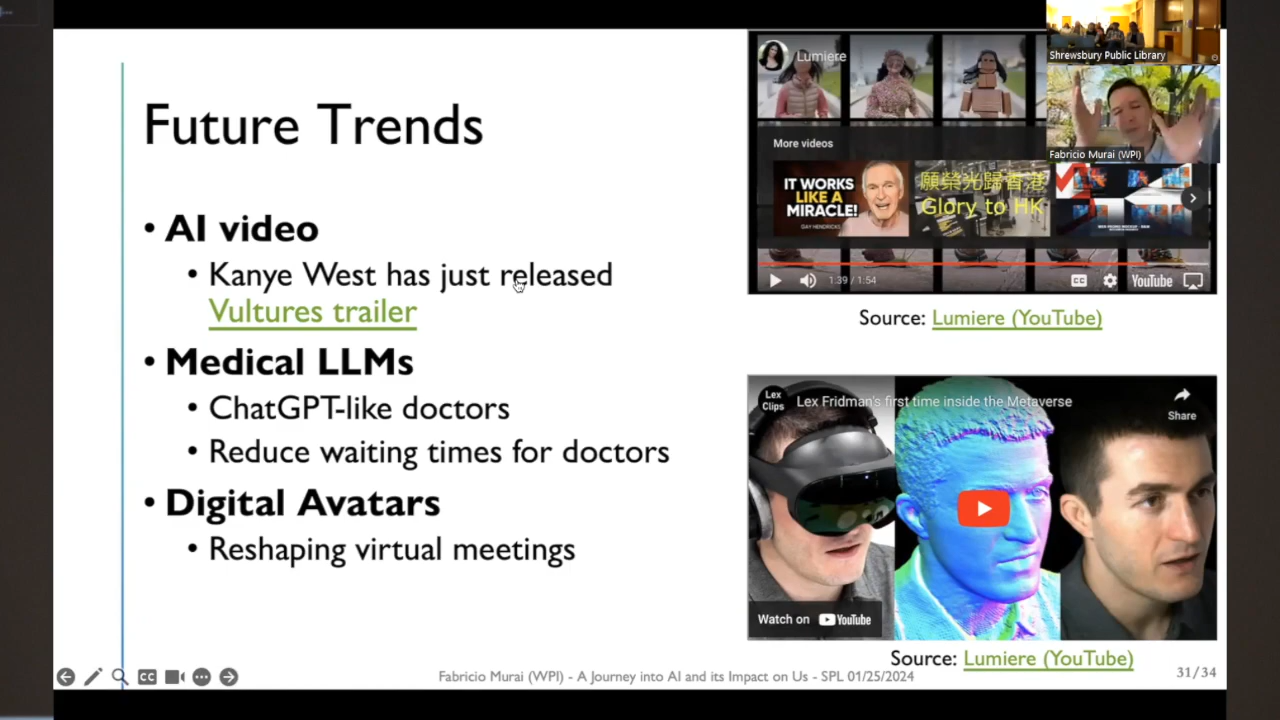 Future Trends
• AI video
• Kanye West has just released
Vultures trailer
• Medical LLMs
• ChatGPT-like doctors
• Reduce waiting times for doctors
• Digital Avatars
• Reshaping virtual meetings
Lumiere
More videos
IT WORKS
LIKE A
MIRACLE!
GAY HENDRICKS
願榮光歸香港
Glory to HK
1:39 / 1:54
CC
YouTube
Source: Lumiere (YouTube)
Shrewsbury Public Library
Fabricio Murai (WPI)
Lex
Clips
Lex Fridman's first time inside the Metaverse
Share
Watch on YouTube
Source: Lumiere (YouTube)
CC
Fabricio Murai (WPI) - A Journey into AI and its Impact on Us - SPL 01/25/2024
31/34